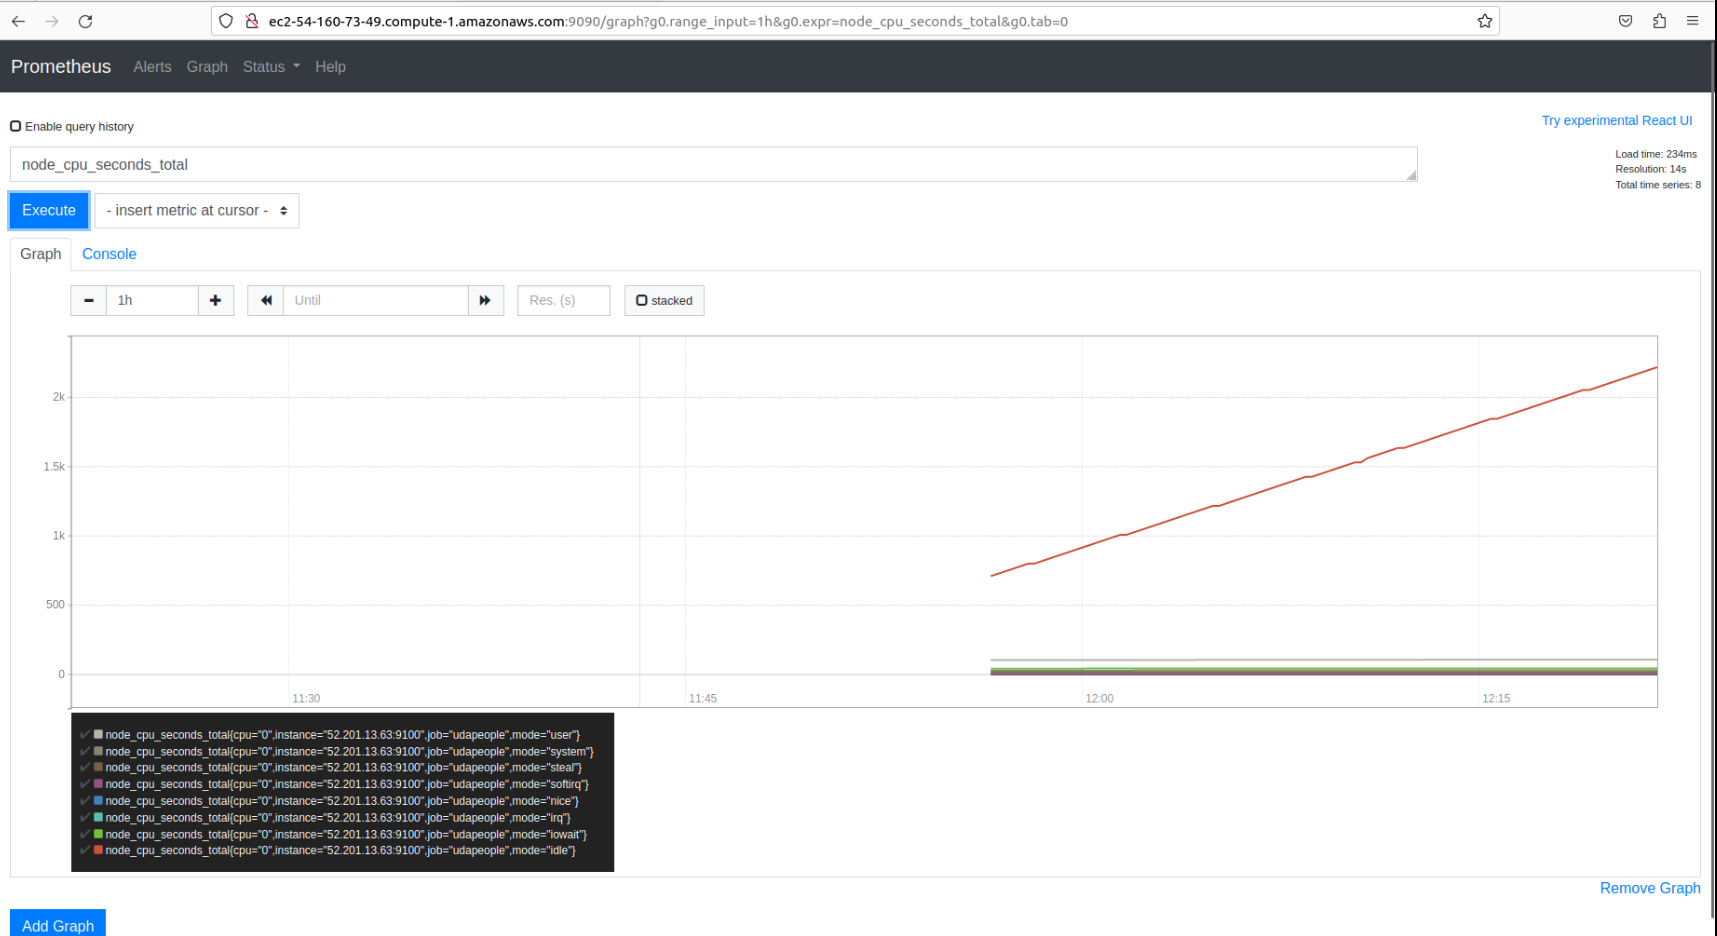 ec2-54-160-73-49.compute-1.amazonaws.com:9090/graph?g0.range_input=1h&g0.expr=node_cpu_seconds_total&g0.tab=0
Prometheus Alerts Graph Status Help
Enable query history
Try experimental React UI
node_cpu_seconds_total
Load time: 234ms
Resolution: 14s
Total time series: 8
Execute - insert metric at cursor -
Graph Console
1h Until Res. (s) stacked
2k
1.5k
1k
500
0
11:30 11:45 12:00 12:15
node_cpu_seconds_total{cpu="0",instance="52.201.13.63:9100",job="udapeople",mode="user"}
node_cpu_seconds_total{cpu="0",instance="52.201.13.63:9100",job="udapeople",mode="system"}
node_cpu_seconds_total{cpu="0",instance="52.201.13.63:9100",job="udapeople",mode="steal"}
node_cpu_seconds_total{cpu="0",instance="52.201.13.63:9100",job="udapeople",mode="softirq"}
node_cpu_seconds_total{cpu="0",instance="52.201.13.63:9100",job="udapeople",mode="nice"}
node_cpu_seconds_total{cpu="0",instance="52.201.13.63:9100",job="udapeople",mode="irq"}
node_cpu_seconds_total{cpu="0",instance="52.201.13.63:9100",job="udapeople",mode="iowait"}
node_cpu_seconds_total{cpu="0",instance="52.201.13.63:9100",job="udapeople",mode="idle"}
Remove Graph
Add Graph